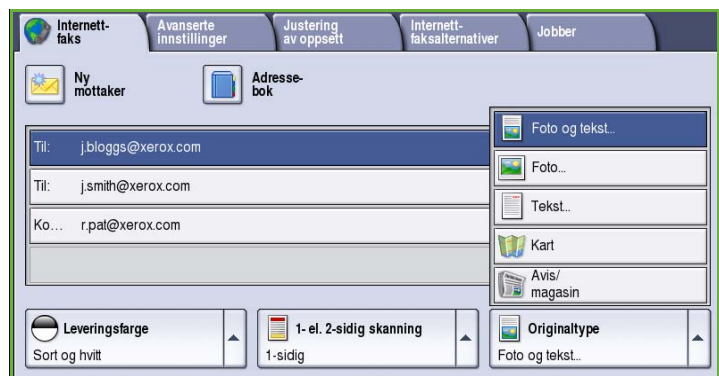 Internett-
faks
Avanserte
innstillinger
Justering
av oppsett
Internett-
faksalternativer
Jobber
Ny
mottaker
Adresse-
bok
Til: j.bloggs@xerox.com
Til: j.smith@xerox.com
Ko... r.pat@xerox.com
Foto og tekst...
Foto...
Tekst...
Kart
Avis/
magasin
Leveringsfarge
Sort og hvitt
1- el. 2-sidig skanning
1-sidig
Originaltype
Foto og tekst...